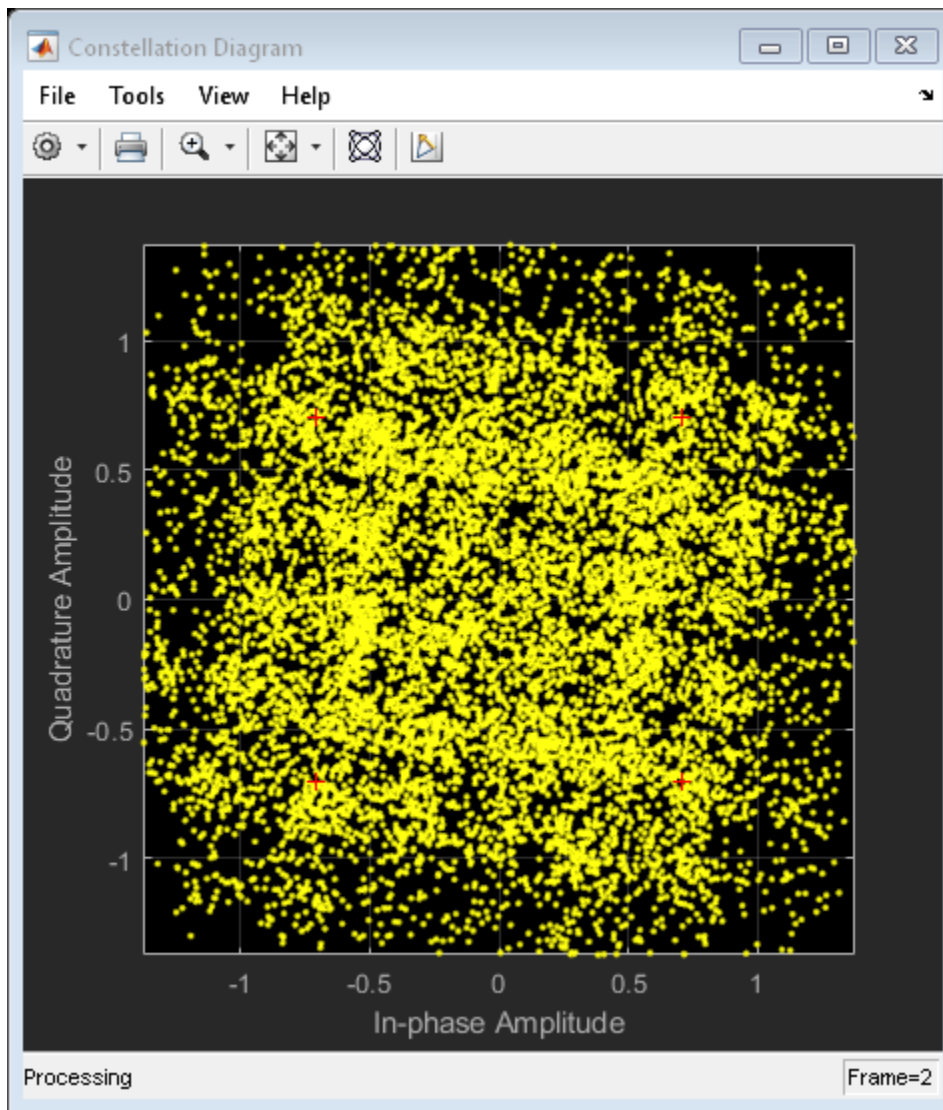 Constellation Diagram
File Tools View Help
1
0.5
0
-0.5
-1
Quadrature Amplitude
-1 -0.5 0 0.5 1
In-phase Amplitude
Processing Frame=2